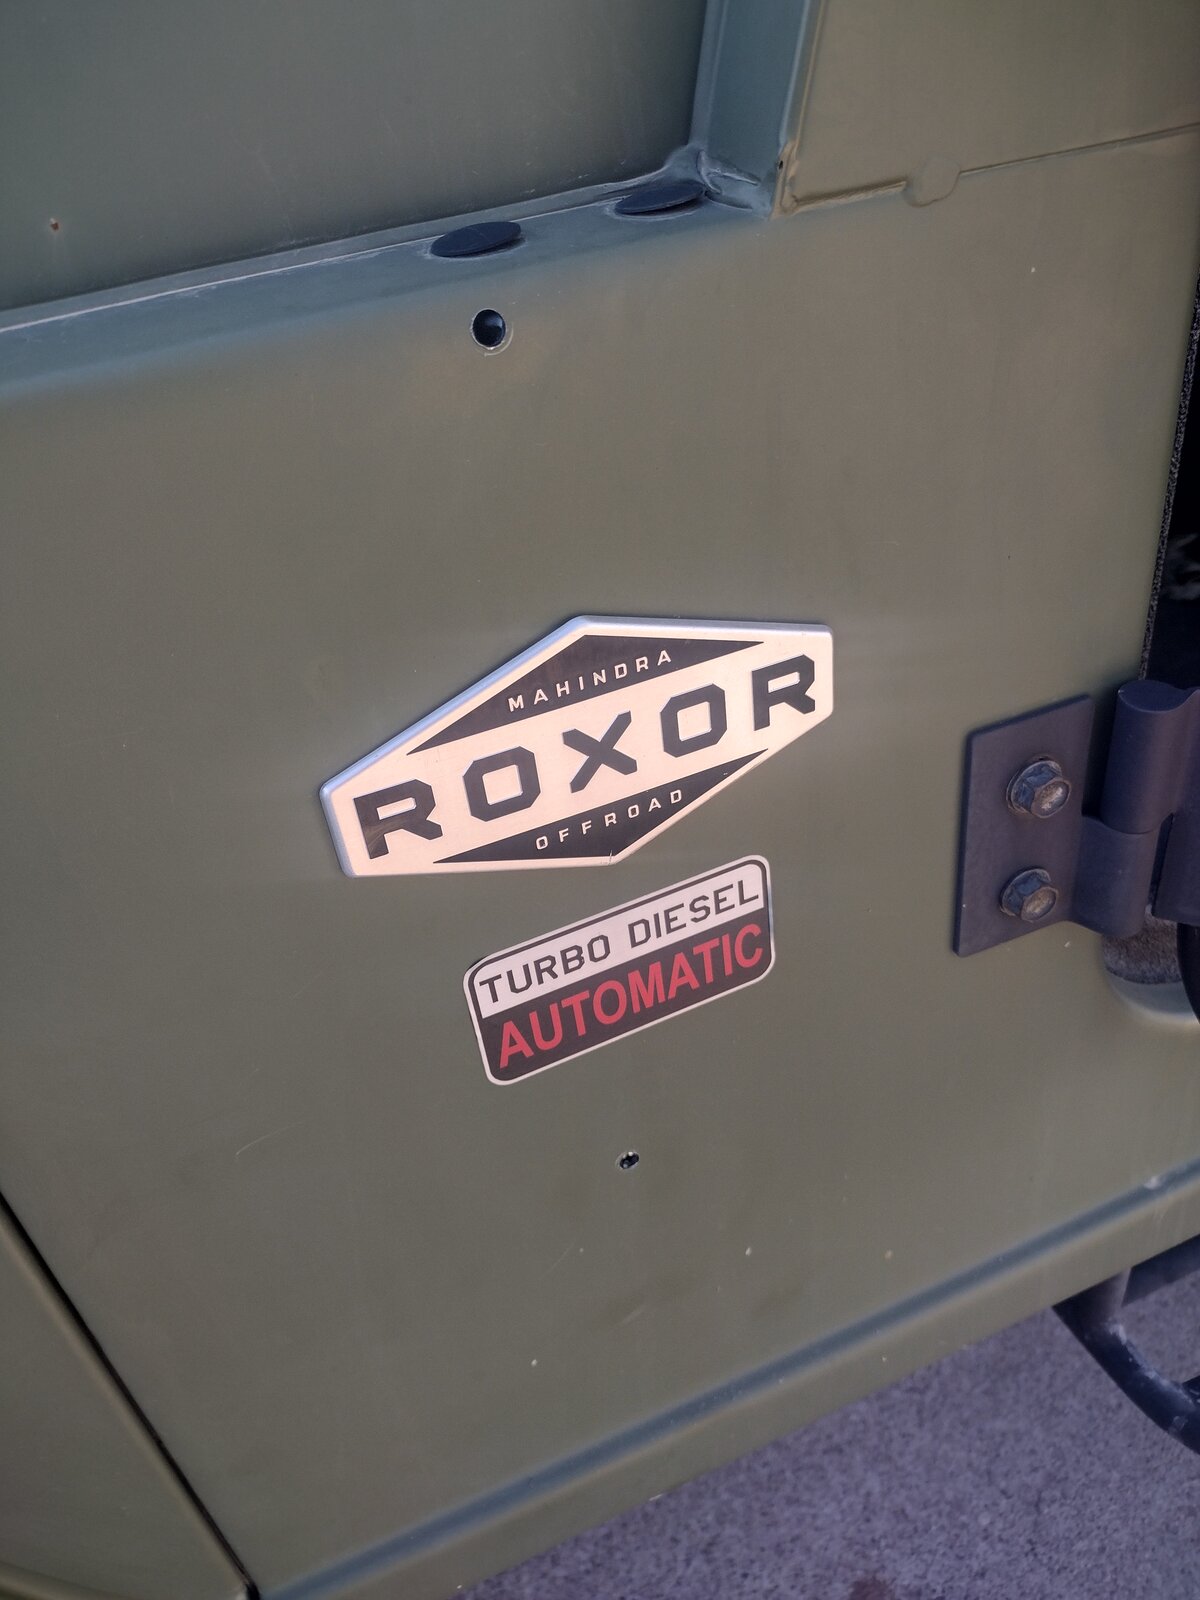 MAHINDRA
ROXOR
OFFROAD
TURBO DIESEL
AUTOMATIC